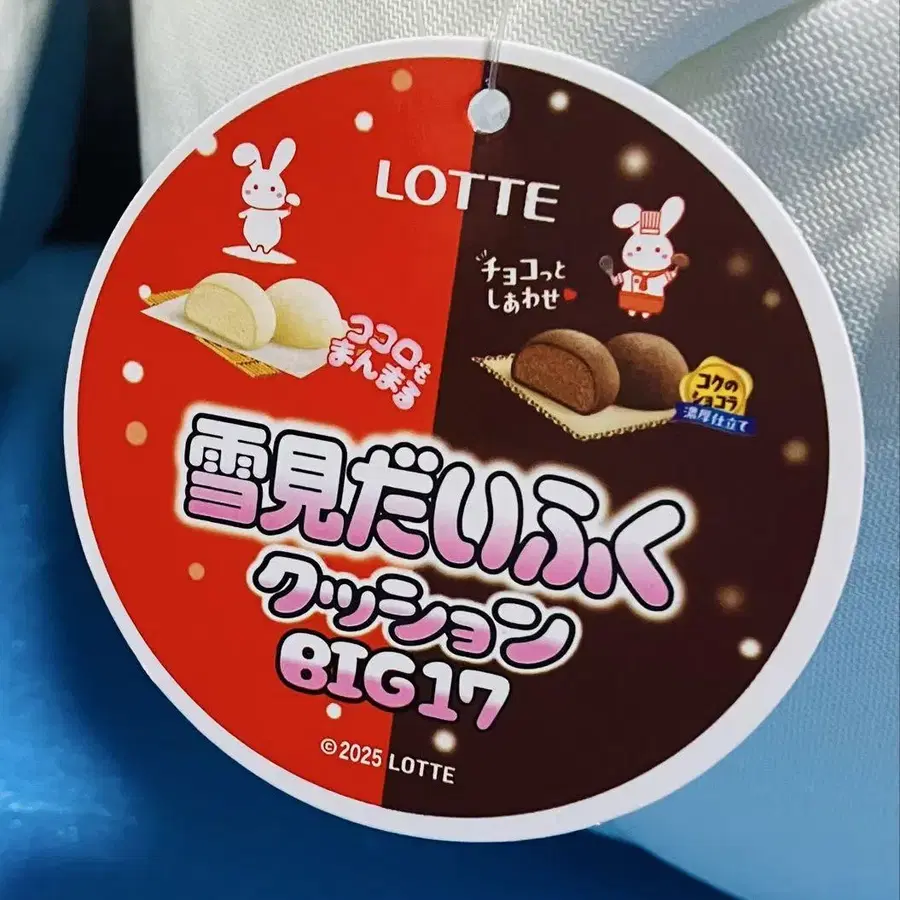 LOTTE
チョコっと
しあわせ
ココロも
まんまる
コクの
ショコラ
濃厚仕立て
雪見だいふく
クッション
BIG17
©2025 LOTTE